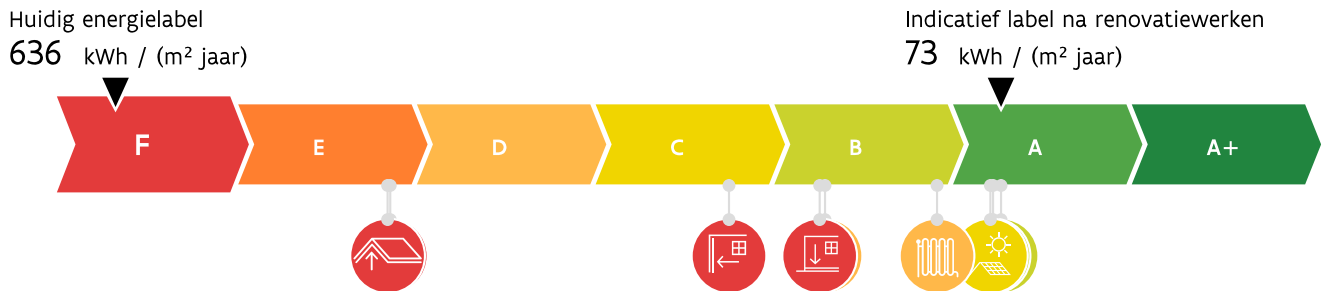 Huidig energielabel
636 kWh / (m² jaar)
Indicatief label na renovatiewerken
73 kWh / (m² jaar)
F E D C B A A+